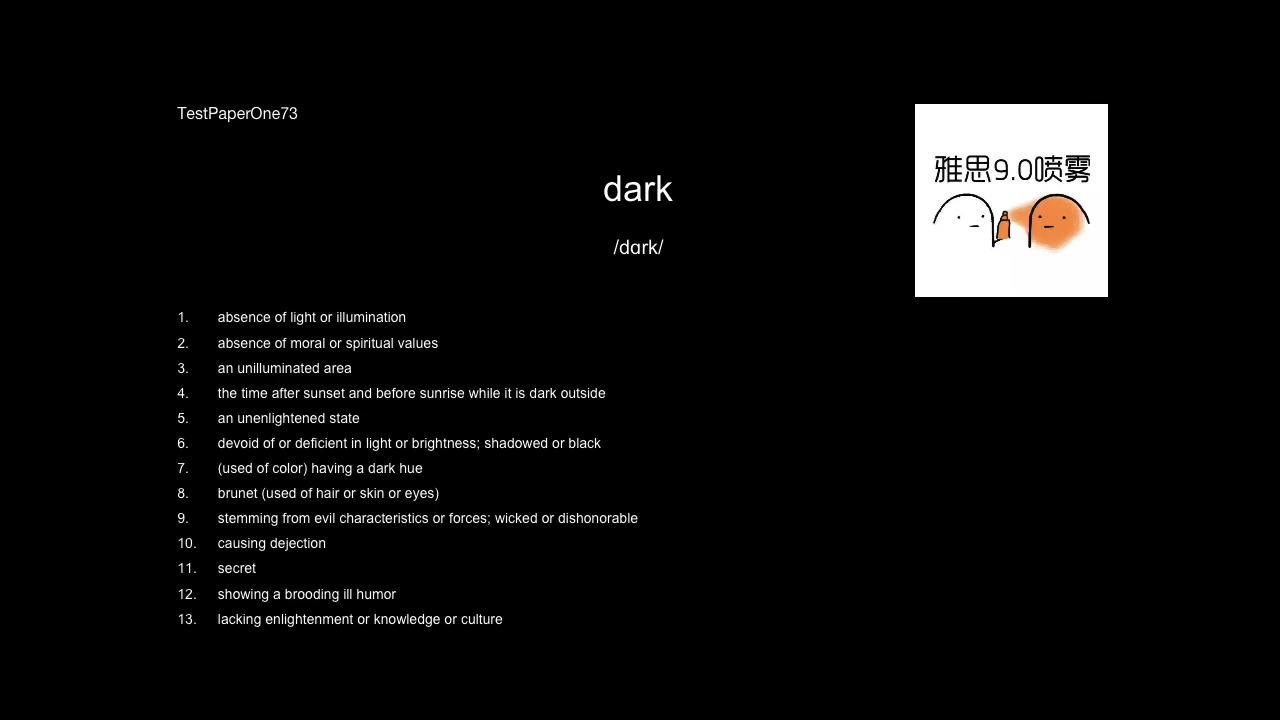 TestPaperOne73
雅思9.0喷雾
dark
/dɑrk/
1. absence of light or illumination
2. absence of moral or spiritual values
3. an unilluminated area
4. the time after sunset and before sunrise while it is dark outside
5. an unenlightened state
6. devoid of or deficient in light or brightness; shadowed or black
7. (used of color) having a dark hue
8. brunet (used of hair or skin or eyes)
9. stemming from evil characteristics or forces; wicked or dishonorable
10. causing dejection
11. secret
12. showing a brooding ill humor
13. lacking enlightenment or knowledge or culture